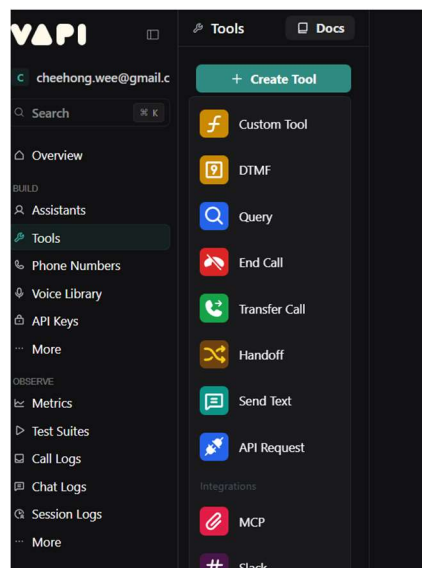 VAPI
C cheehong.wee@gmail.c
Search ⌘ K
Overview
BUILD
Assistants
Tools
Phone Numbers
Voice Library
API Keys
More
OBSERVE
Metrics
Test Suites
Call Logs
Chat Logs
Session Logs
More
Tools Docs
+ Create Tool
Custom Tool
9 DTMF
Query
End Call
Transfer Call
Handoff
Send Text
API Request
Integrations
MCP
Slack